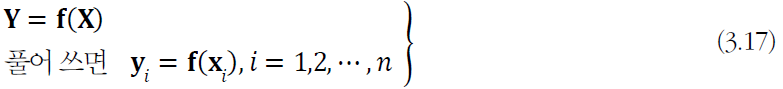 Y = f(X)
풀어 쓰면 yᵢ = f(xᵢ), i = 1,2, ⋯ , n } (3.17)